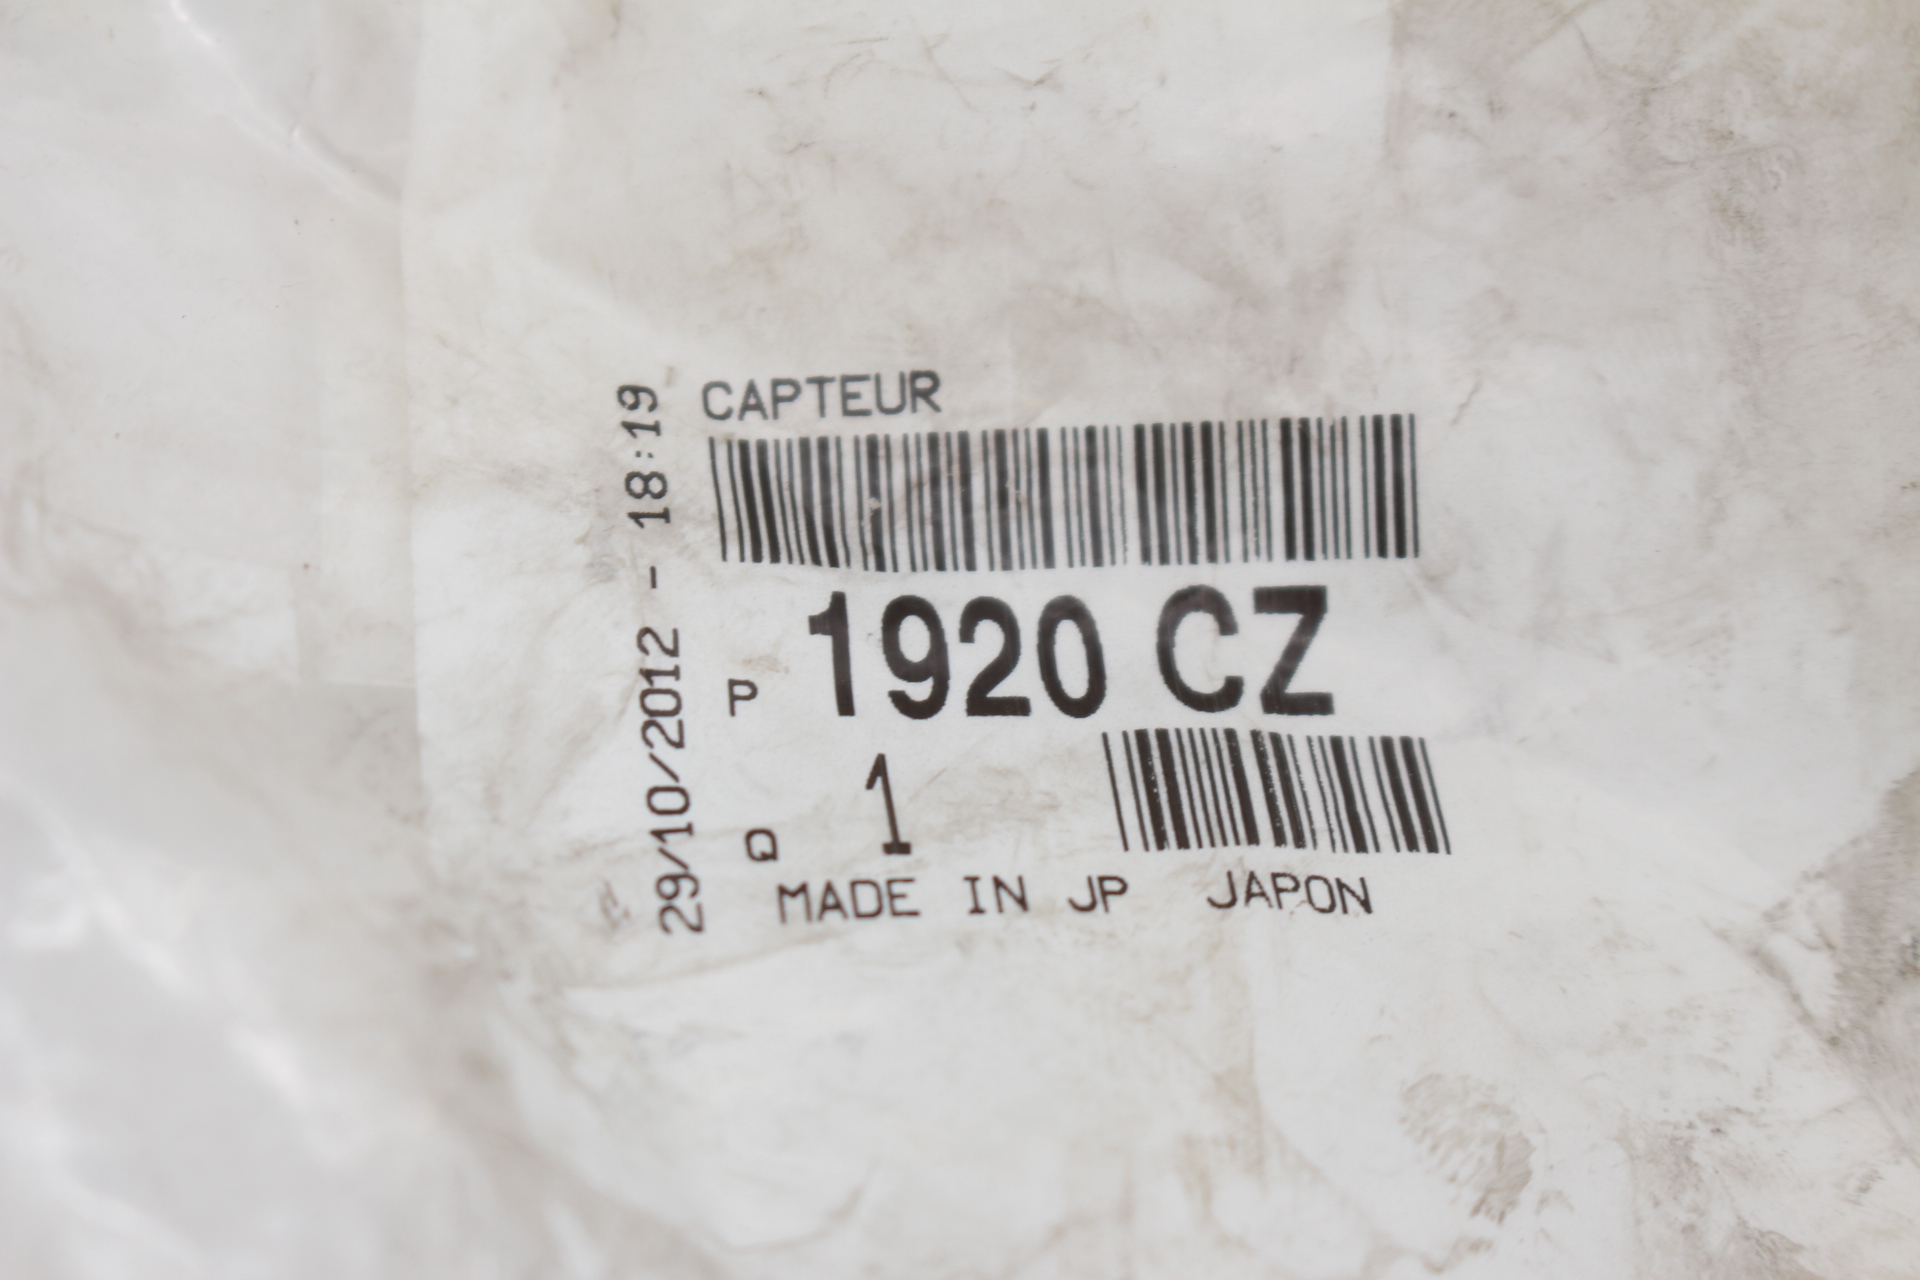 CAPTEUR
P 1920 CZ
Q 1
MADE IN JP JAPON
29/10/2012 - 18:19